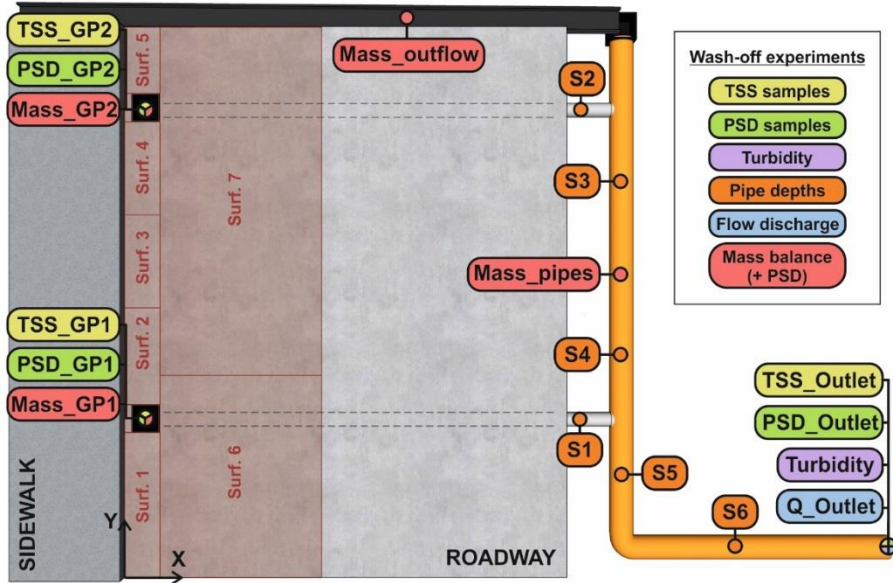 TSS_GP2
PSD_GP2
Mass_GP2
Surf. 5
Surf. 4
Surf. 3
Surf. 2
Surf. 1
Surf. 7
Surf. 6
Mass_outflow
S2
S3
Mass_pipes
S4
S1
S5
S6
TSS_GP1
PSD_GP1
Mass_GP1
SIDEWALK
Y
X
ROADWAY
Wash-off experiments
TSS samples
PSD samples
Turbidity
Pipe depths
Flow discharge
Mass balance
(+ PSD)
TSS_Outlet
PSD_Outlet
Turbidity
Q_Outlet